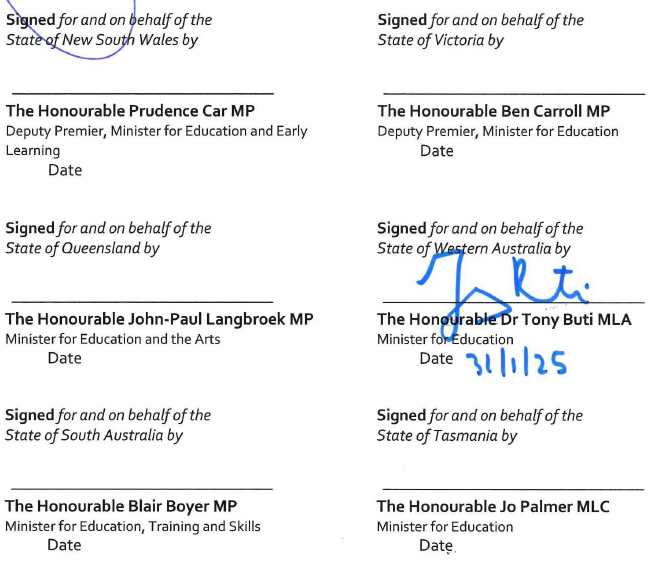 Signed for and on behalf of the
State of New South Wales by
The Honourable Prudence Car MP
Deputy Premier, Minister for Education and Early
Learning
Date
Signed for and on behalf of the
State of Victoria by
The Honourable Ben Carroll MP
Deputy Premier, Minister for Education
Date
Signed for and on behalf of the
State of Queensland by
The Honourable John-Paul Langbroek MP
Minister for Education and the Arts
Date
Signed for and on behalf of the
State of Western Australia by
The Honourable Dr Tony Buti MLA
Minister for Education
Date 31/1/25
Signed for and on behalf of the
State of South Australia by
The Honourable Blair Boyer MP
Minister for Education, Training and Skills
Date
Signed for and on behalf of the
State of Tasmania by
The Honourable Jo Palmer MLC
Minister for Education
Date